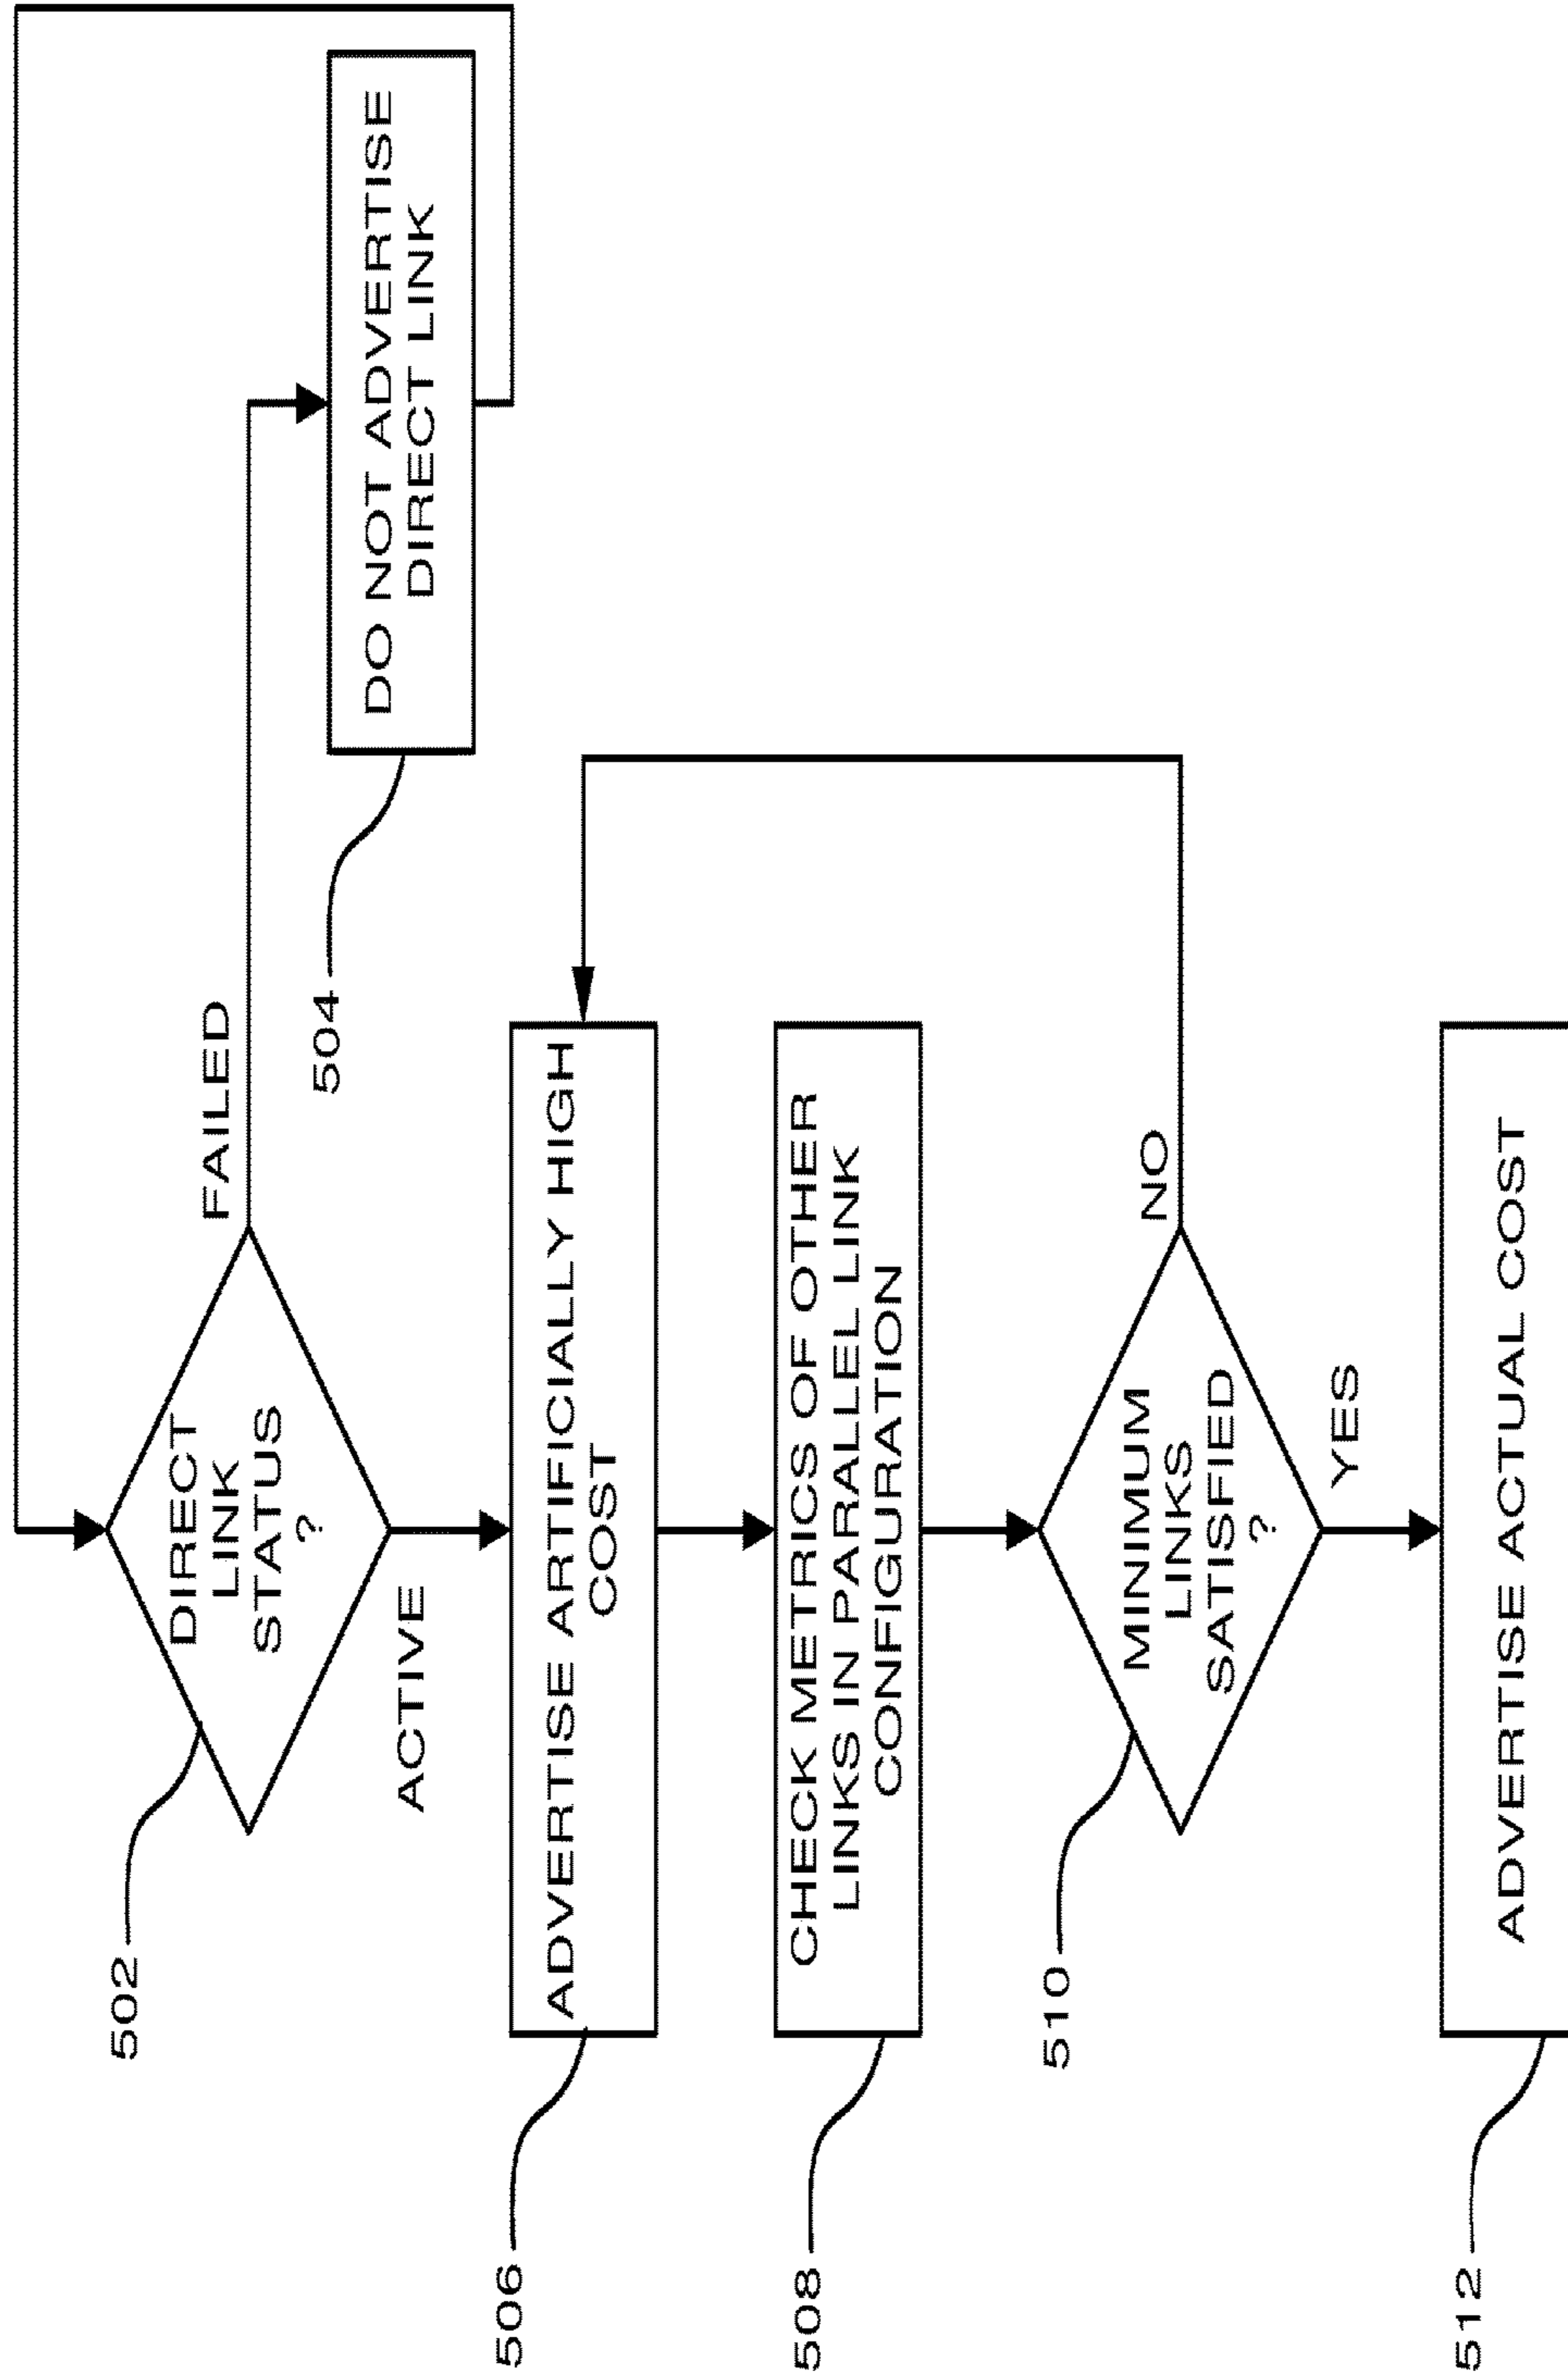 DIRECT
LINK
STATUS
?
502
FAILED
504
DO NOT ADVERTISE
DIRECT LINK
ACTIVE
ADVERTISE ARTIFICIALLY HIGH
COST
506
CHECK METRICS OF OTHER
LINKS IN PARALLEL LINK
CONFIGURATION
508
MINIMUM
LINKS
SATISFIED
?
510
NO
YES
ADVERTISE ACTUAL COST
512